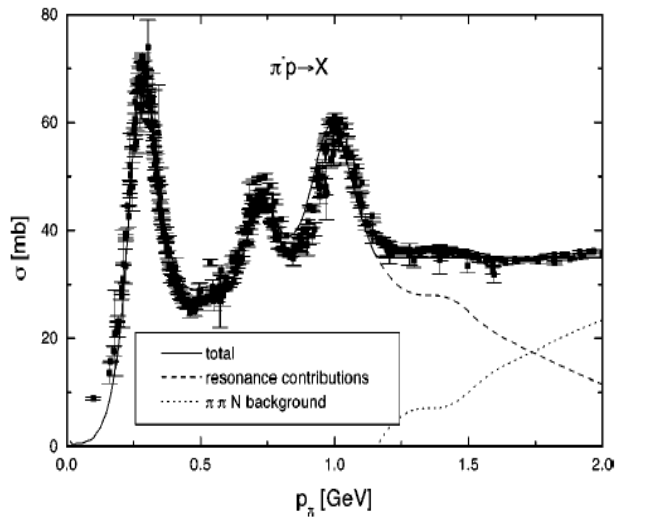 80
π⁻p→X
60
σ [mb]
40
20
total
resonance contributions
π π N background
0
0.0 0.5 1.0 1.5 2.0
p_π [GeV]